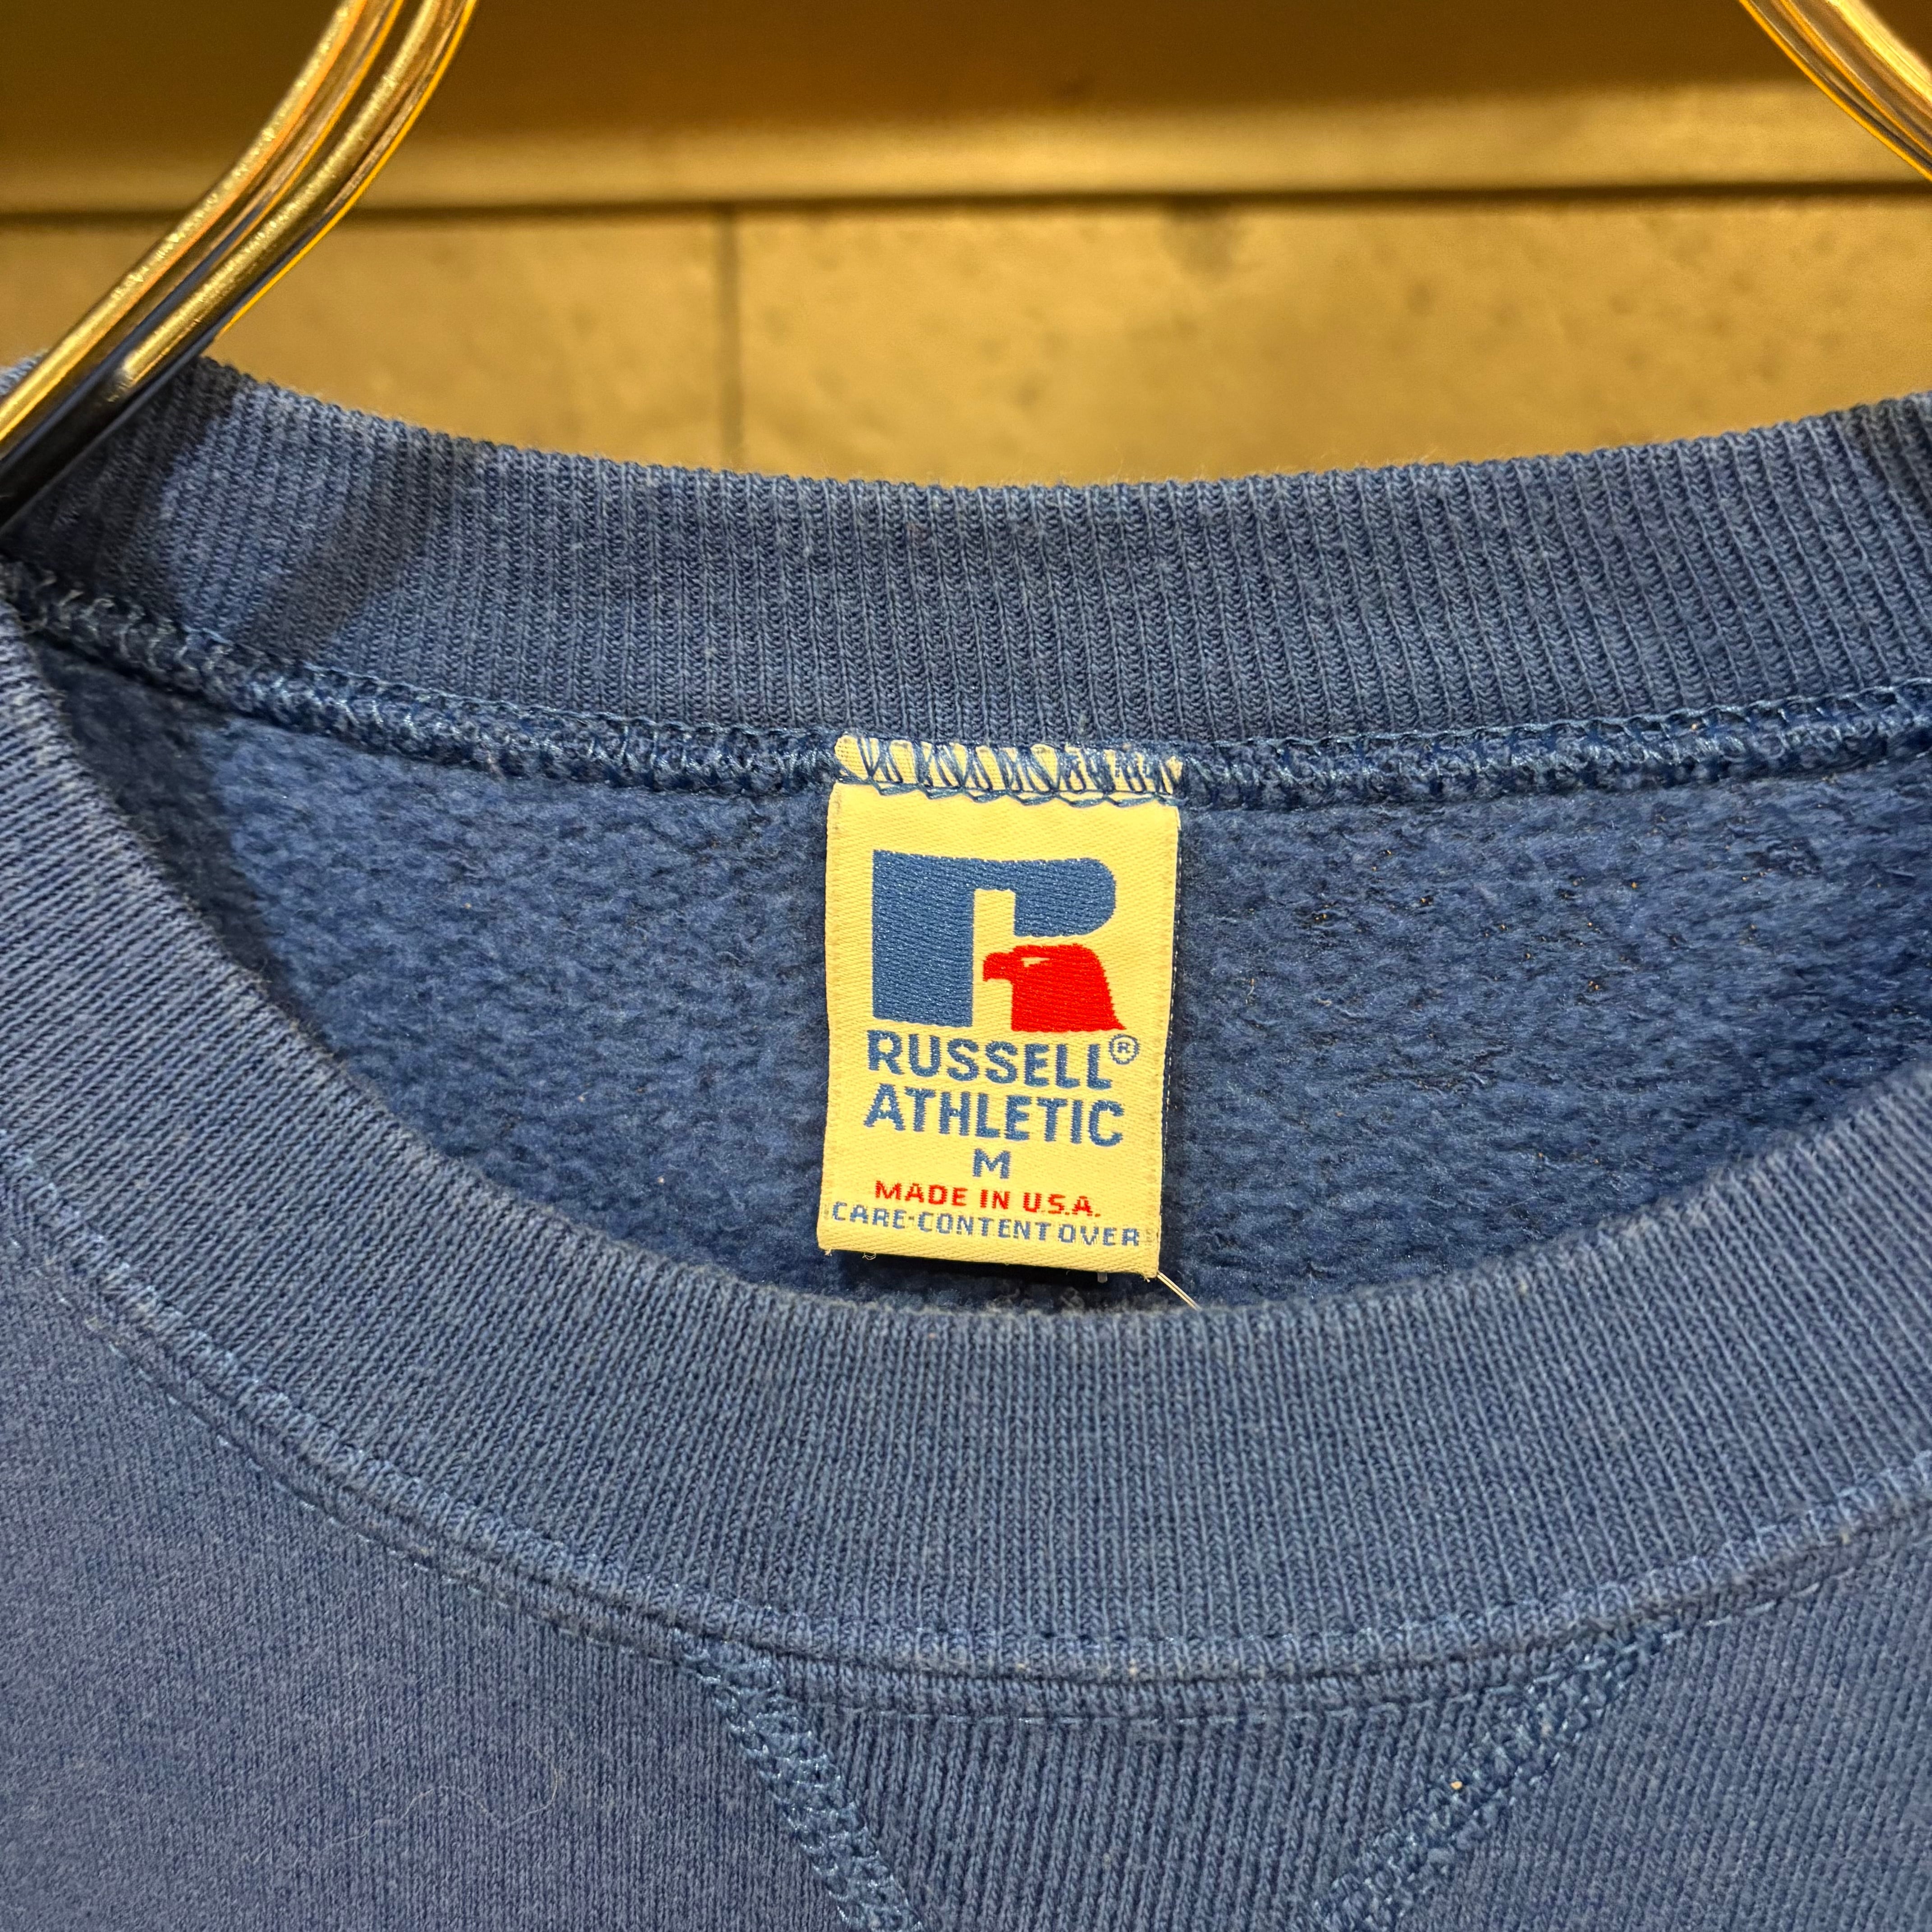 RUSSELL®
ATHLETIC
M
MADE IN U.S.A.
CARE·CONTENT OVER